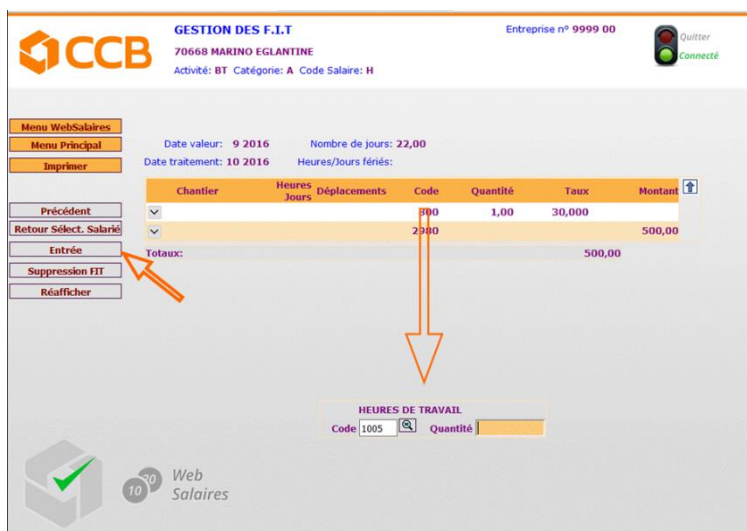 CCB
GESTION DES F.I.T
Entreprise n° 9999 00
70668 MARINO EGLANTINE
Activité: BT Catégorie: A Code Salaire: H
Quitter
Connecté
Menu WebSalaires
Menu Principal
Imprimer
Date valeur: 9 2016 Nombre de jours: 22,00
Date traitement: 10 2016 Heures/Jours fériés:
Chantier Heures Jours Déplacements Code Quantité Taux Montant
800 1,00 30,000
2980 500,00
Totaux: 500,00
Précédent
Retour Sélect. Salarié
Entrée
Suppression FIT
Réafficher
HEURES DE TRAVAIL
Code 1005 Quantité
10 20 Web
Salaires